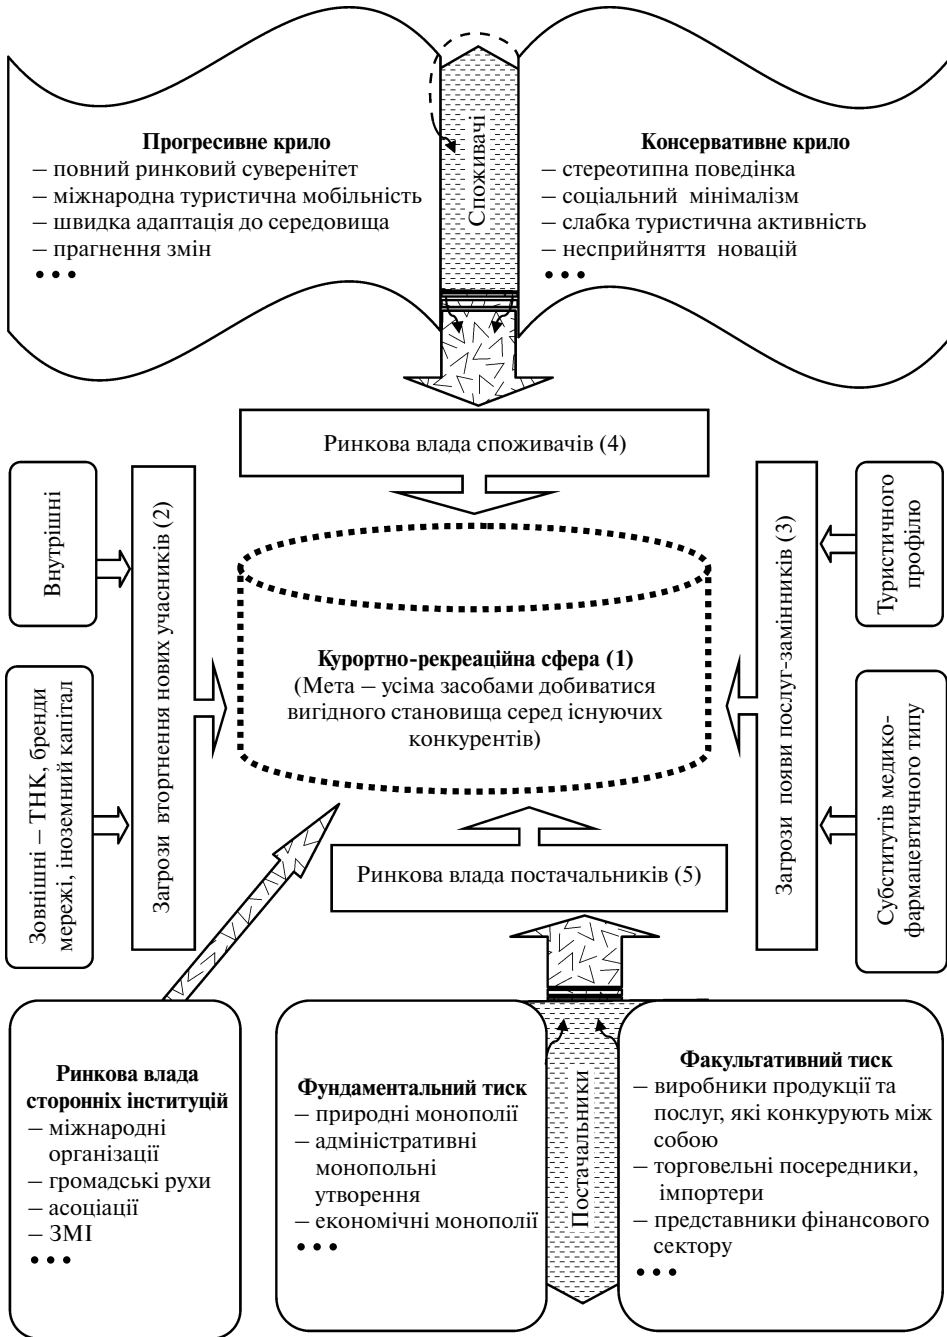 Прогресивне крило
– повний ринковий суверенітет
– міжнародна туристична мобільність
– швидка адаптація до середовища
– прагнення змін
•••
Споживачі
Консервативне крило
– стереотипна поведінка
– соціальний мінімалізм
– слабка туристична активність
– несприйняття новацій
•••
Ринкова влада споживачів (4)
Внутрішні
Зовнішні – ТНК, бренди
мережі, іноземний капітал
Загрози вторгнення нових учасників (2)
Курортно-рекреаційна сфера (1)
(Мета – усіма засобами добиватися
вигідного становища серед існуючих
конкурентів)
Загрози появи послуг-замінників (3)
Туристичного
профілю
Субститутів медико-
фармацевтичного типу
Ринкова влада постачальників (5)
Ринкова влада
сторонніх інституцій
– міжнародні
організації
– громадські рухи
– асоціації
– ЗМІ
•••
Фундаментальний тиск
– природні монополії
– адміністративні
монопольні
утворення
– економічні монополії
•••
Постачальники
Факультативний тиск
– виробники продукції та
послуг, які конкурують між
собою
– торговельні посередники,
імпортери
– представники фінансового
сектору
•••